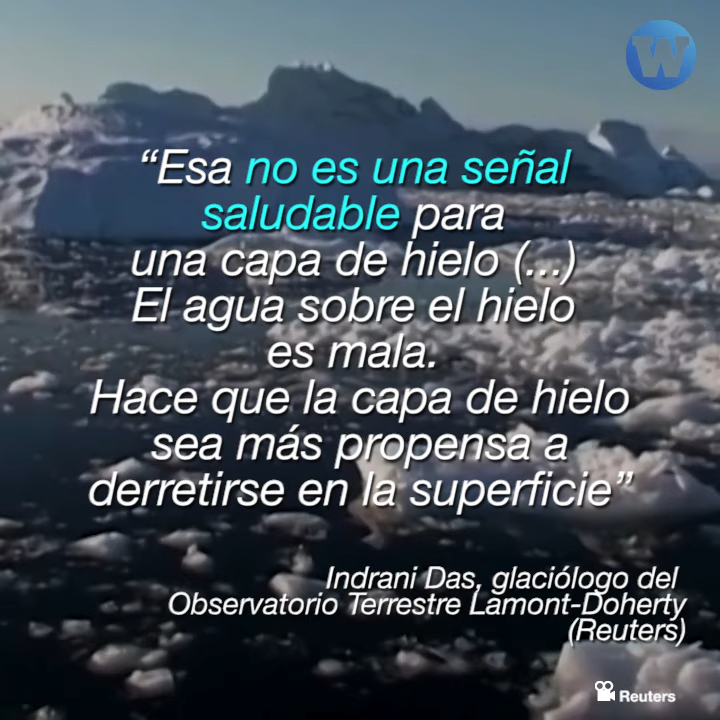 W
“Esa no es una señal
saludable para
una capa de hielo (...)
El agua sobre el hielo
es mala.
Hace que la capa de hielo
sea más propensa a
derretirse en la superficie”
Indrani Das, glaciólogo del
Observatorio Terrestre Lamont-Doherty
(Reuters)
Reuters